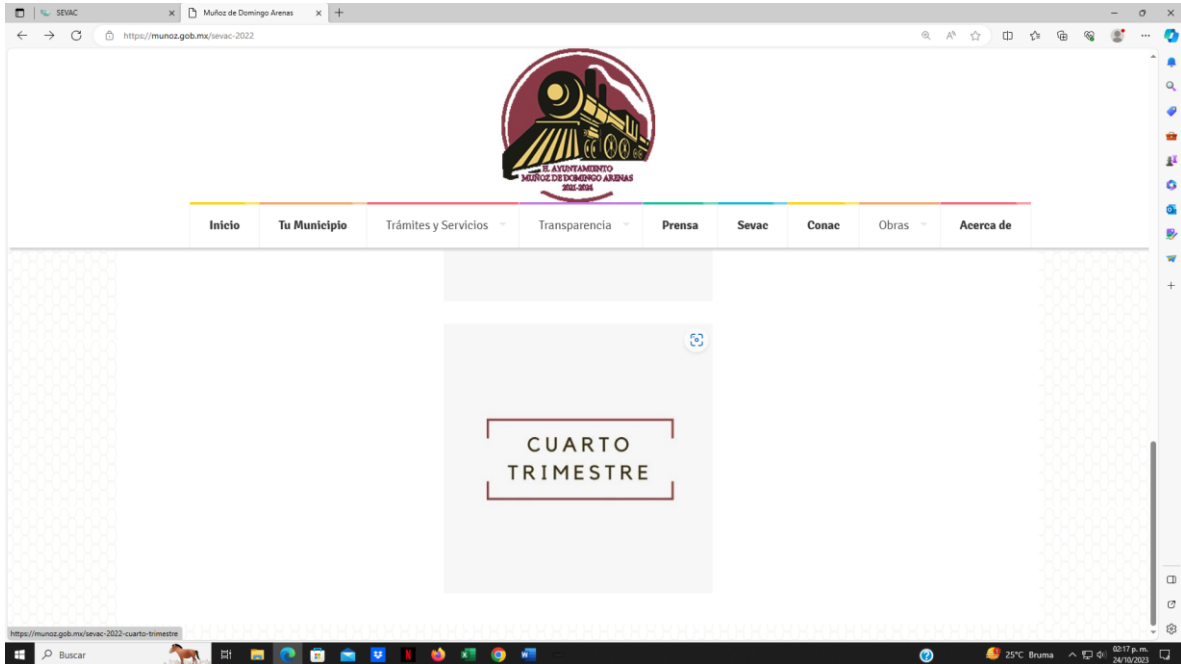 SEVAC
Muñoz de Domingo Arenas
https://munoz.gob.mx/sevac-2022
H. AYUNTAMIENTO
MUÑOZ DE DOMINGO ARENAS
2021-2024
Inicio Tu Municipio Trámites y Servicios Transparencia Prensa Sevac Conac Obras Acerca de
CUARTO
TRIMESTRE
https://munoz.gob.mx/sevac-2022-cuarto-trimestre
Buscar
25°C Bruma
02:17 p. m.
24/10/2023